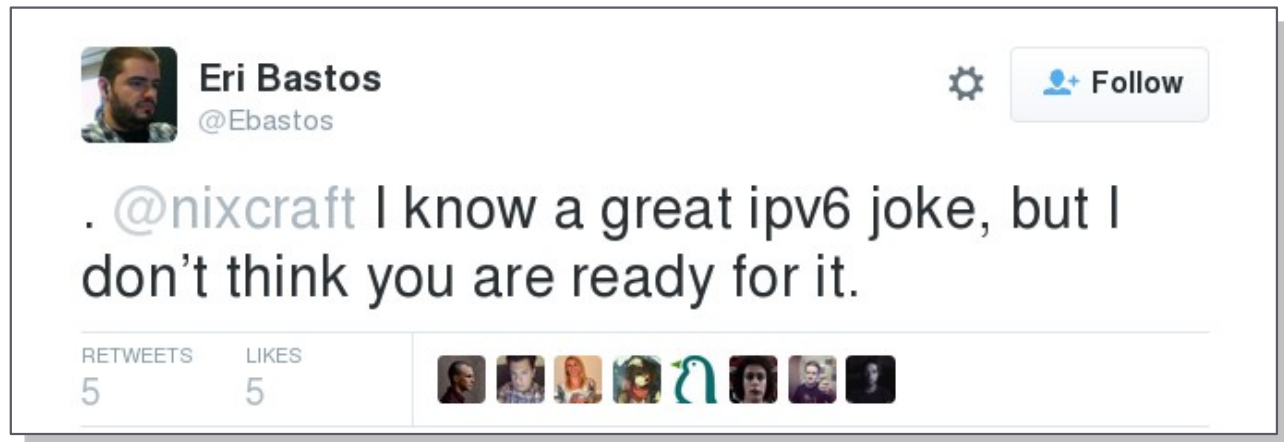 Eri Bastos
@Ebastos
Follow
. @nixcraft I know a great ipv6 joke, but I
don’t think you are ready for it.
RETWEETS LIKES
5 5